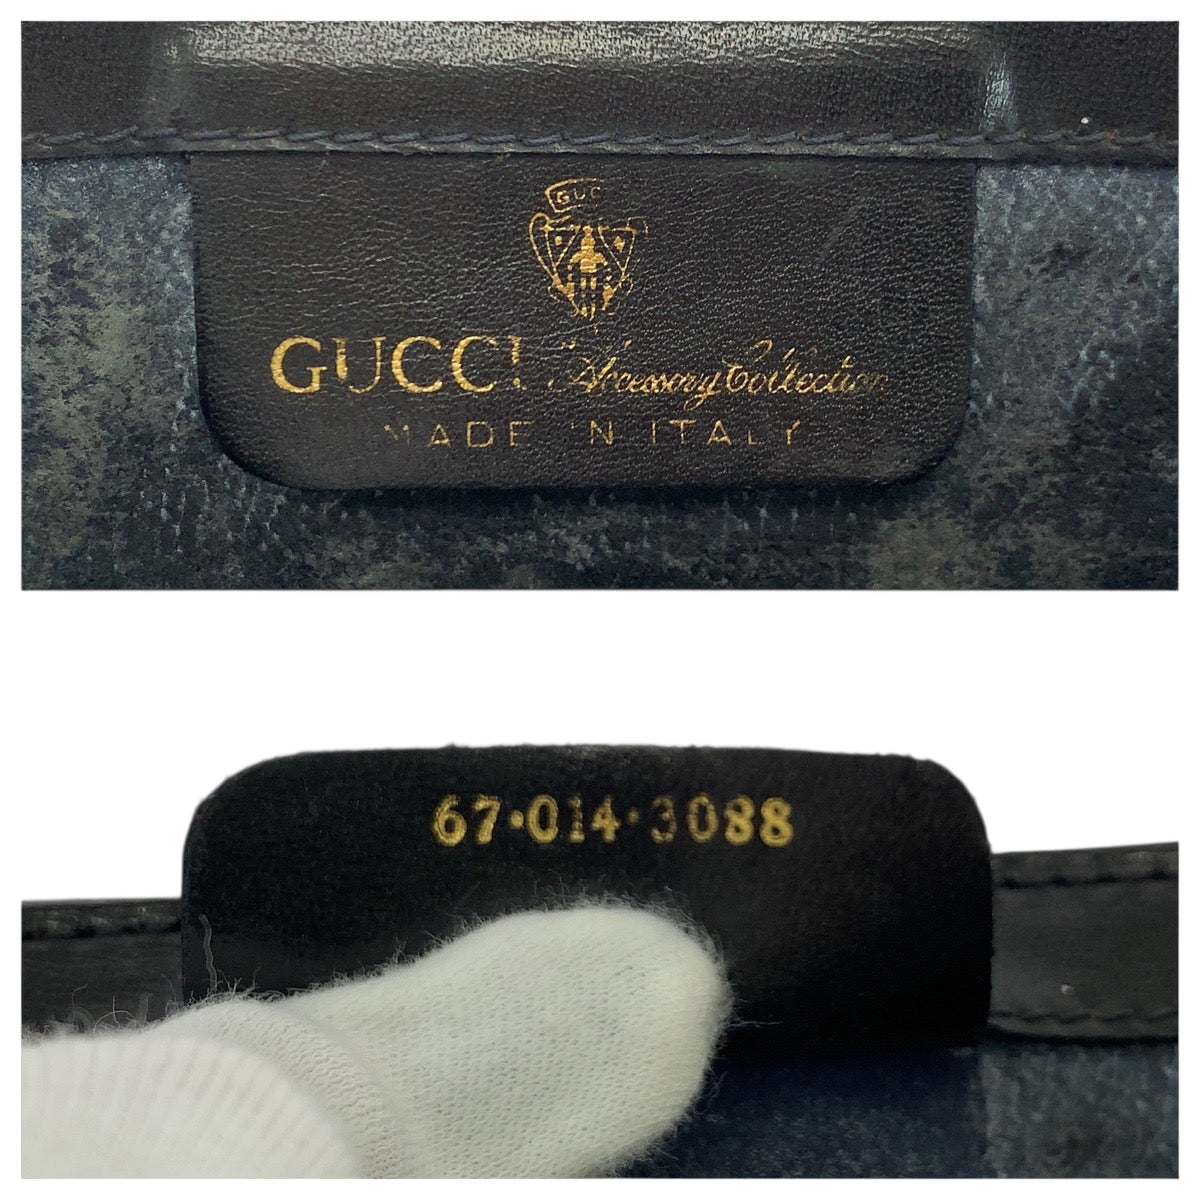 GUC
GUCCI "Accessory Collection
MADE IN ITALY
67·014·3088